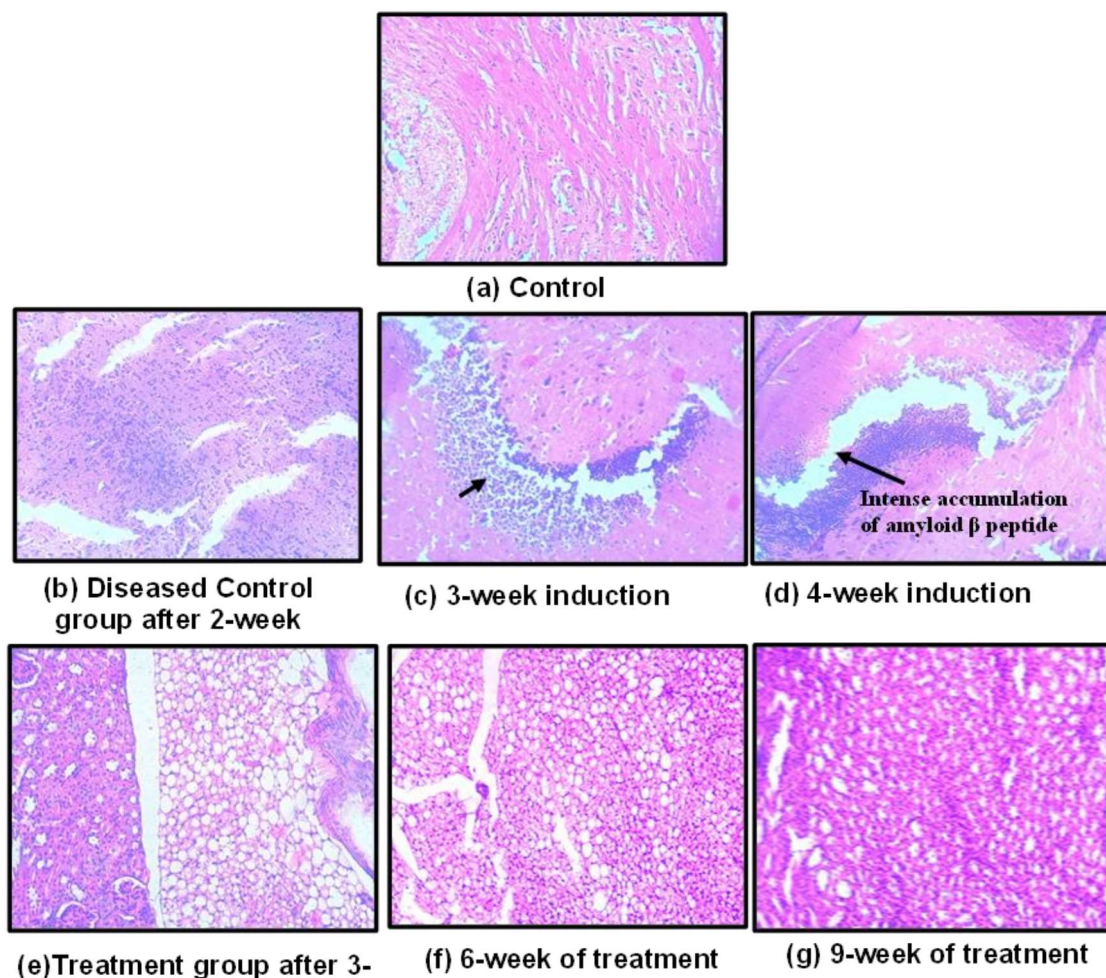 (a) Control
Intense accumulation
of amyloid β peptide
(b) Diseased Control
group after 2-week
(c) 3-week induction
(d) 4-week induction
(e)Treatment group after 3-
(f) 6-week of treatment
(g) 9-week of treatment